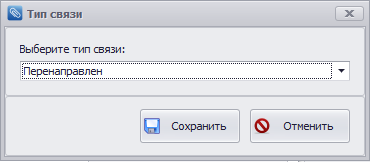 Тип связи
Выберите тип связи:
Перенаправлен
Сохранить
Отменить